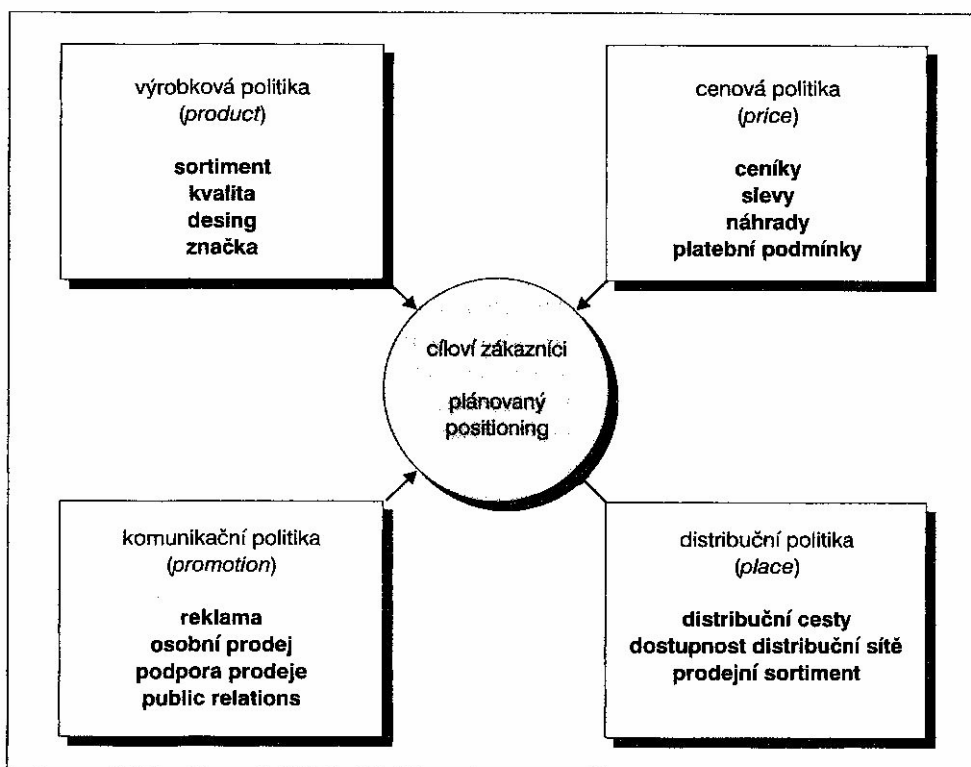 výrobková politika
(product)
sortiment
kvalita
desing
značka
cenová politika
(price)
ceníky
slevy
náhrady
platební podmínky
cíloví zákazníci
plánovaný
positioning
komunikační politika
(promotion)
reklama
osobní prodej
podpora prodeje
public relations
distribuční politika
(place)
distribuční cesty
dostupnost distribuční sítě
prodejní sortiment